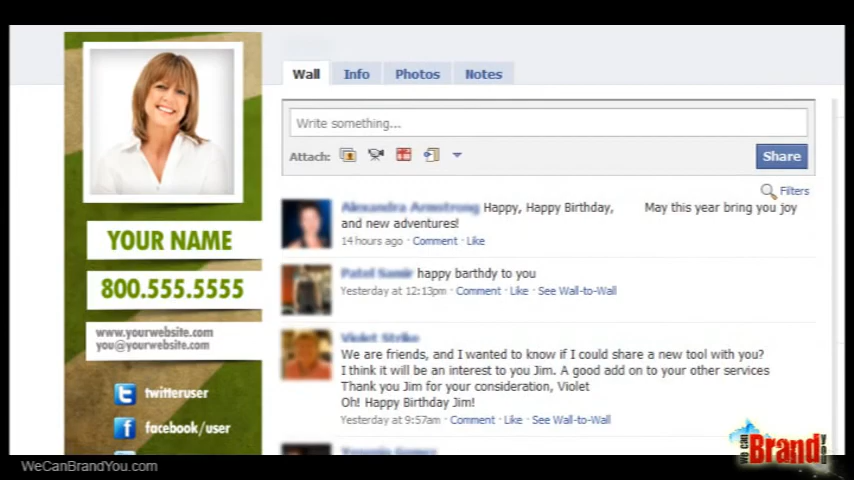 Wall Info Photos Notes
Write something...
Attach: Share
Filters
YOUR NAME
800.555.5555
www.yourwebsite.com
you@yourwebsite.com
twitteruser
facebook/user
Happy, Happy Birthday, May this year bring you joy
and new adventures!
14 hours ago · Comment · Like
happy barthdy to you
Yesterday at 12:13pm · Comment · Like · See Wall-to-Wall
We are friends, and I wanted to know if I could share a new tool with you?
I think it will be an interest to you Jim. A good add on to your other services
Thank you Jim for your consideration, Violet
Oh! Happy Birthday Jim!
Yesterday at 9:57am · Comment · Like · See Wall-to-Wall
we can Brand you
WeCanBrandYou.com